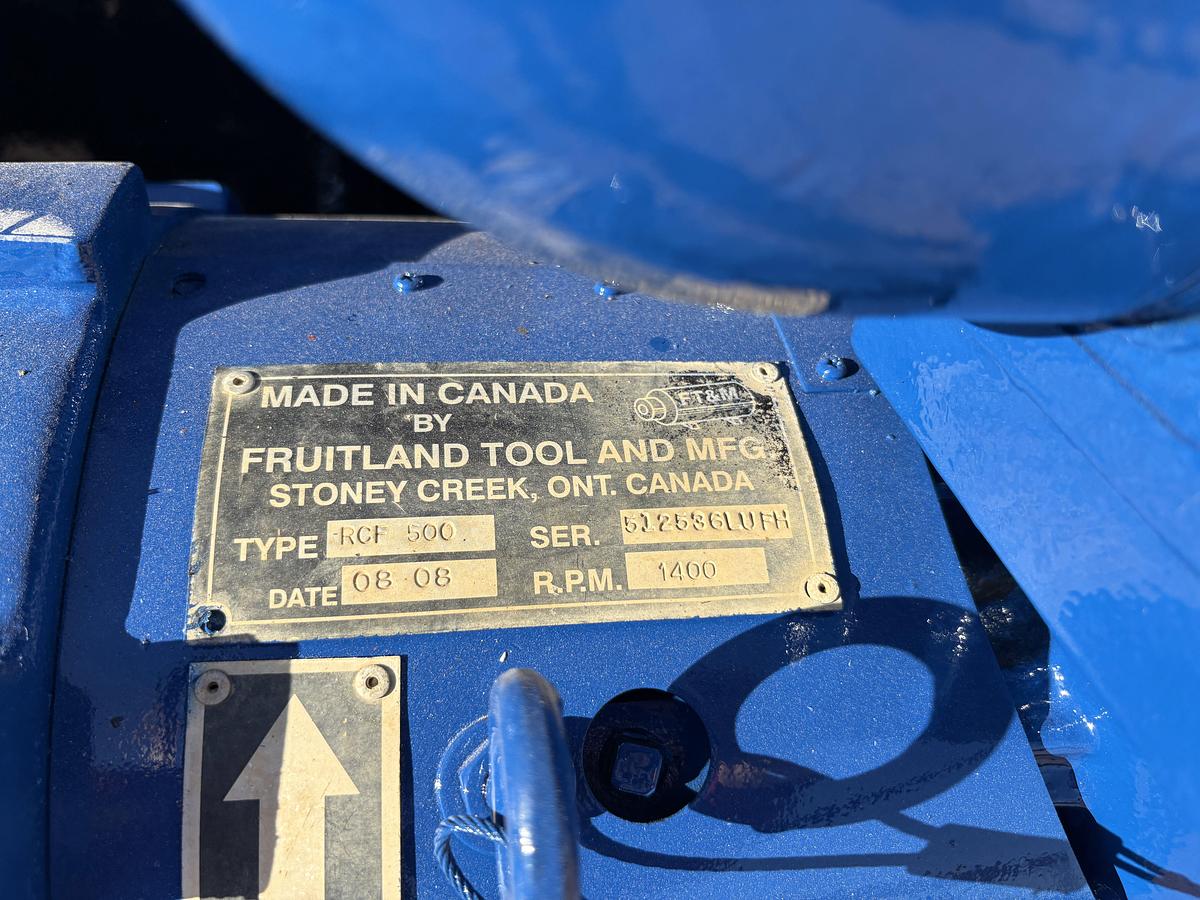 MADE IN CANADA
FT&M
BY
FRUITLAND TOOL AND MFG
STONEY CREEK, ONT. CANADA
TYPE RCF 500 SER. 512536LUFH
DATE 08 08 R.P.M. 1400